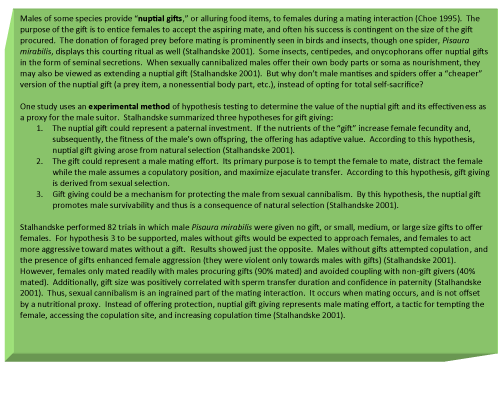 Males of some species provide “nuptial gifts,” or alluring food items, to females during a mating interaction (Choe 1995).  The
purpose of the gift is to entice females to accept the aspiring mate, and often his success is contingent on the size of the gift
procured.  The donation of foraged prey before mating is prominently seen in birds and insects, though one spider, Pisaura
mirabilis, displays this courting ritual as well (Stalhandske 2001).  Some insects, centipedes, and onycophorans offer nuptial gifts
in the form of seminal secretions.  When sexually cannibalized males offer their own body parts or soma as nourishment, they
may also be viewed as extending a nuptial gift (Stalhandske 2001).  But why don’t male mantises and spiders offer a “cheaper”
version of the nuptial gift (a prey item, a nonessential body part, etc.), instead of opting for total self-sacrifice?
One study uses an experimental method of hypothesis testing to determine the value of the nuptial gift and its effectiveness as
a proxy for the male suitor.  Stalhandske summarized three hypotheses for gift giving:
1. The nuptial gift could represent a paternal investment.  If the nutrients of the “gift” increase female fecundity and,
subsequently, the fitness of the male’s own offspring, the offering has adaptive value.  According to this hypothesis,
nuptial gift giving arose from natural selection (Stalhandske 2001).
2. The gift could represent a male mating effort.  Its primary purpose is to tempt the female to mate, distract the female
while the male assumes a copulatory position, and maximize ejaculate transfer.  According to this hypothesis, gift giving
is derived from sexual selection.
3. Gift giving could be a mechanism for protecting the male from sexual cannibalism.  By this hypothesis, the nuptial gift
promotes male survivability and thus is a consequence of natural selection (Stalhandske 2001).
Stalhandske performed 82 trials in which male Pisaura mirabilis were given no gift, or small, medium, or large size gifts to offer
females.  For hypothesis 3 to be supported, males without gifts would be expected to approach females, and females to act
more aggressive toward mates without a gift.  Results showed just the opposite.  Males without gifts attempted copulation, and
the presence of gifts enhanced female aggression (they were violent only towards males with gifts) (Stalhandske 2001).
However, females only mated readily with males procuring gifts (90% mated) and avoided coupling with non-gift givers (40%
mated).  Additionally, gift size was positively correlated with sperm transfer duration and confidence in paternity (Stalhandske
2001).  Thus, sexual cannibalism is an ingrained part of the mating interaction.  It occurs when mating occurs, and is not offset
by a nutritional proxy.  Instead of offering protection, nuptial gift giving represents male mating effort, a tactic for tempting the
female, accessing the copulation site, and increasing copulation time (Stalhandske 2001).